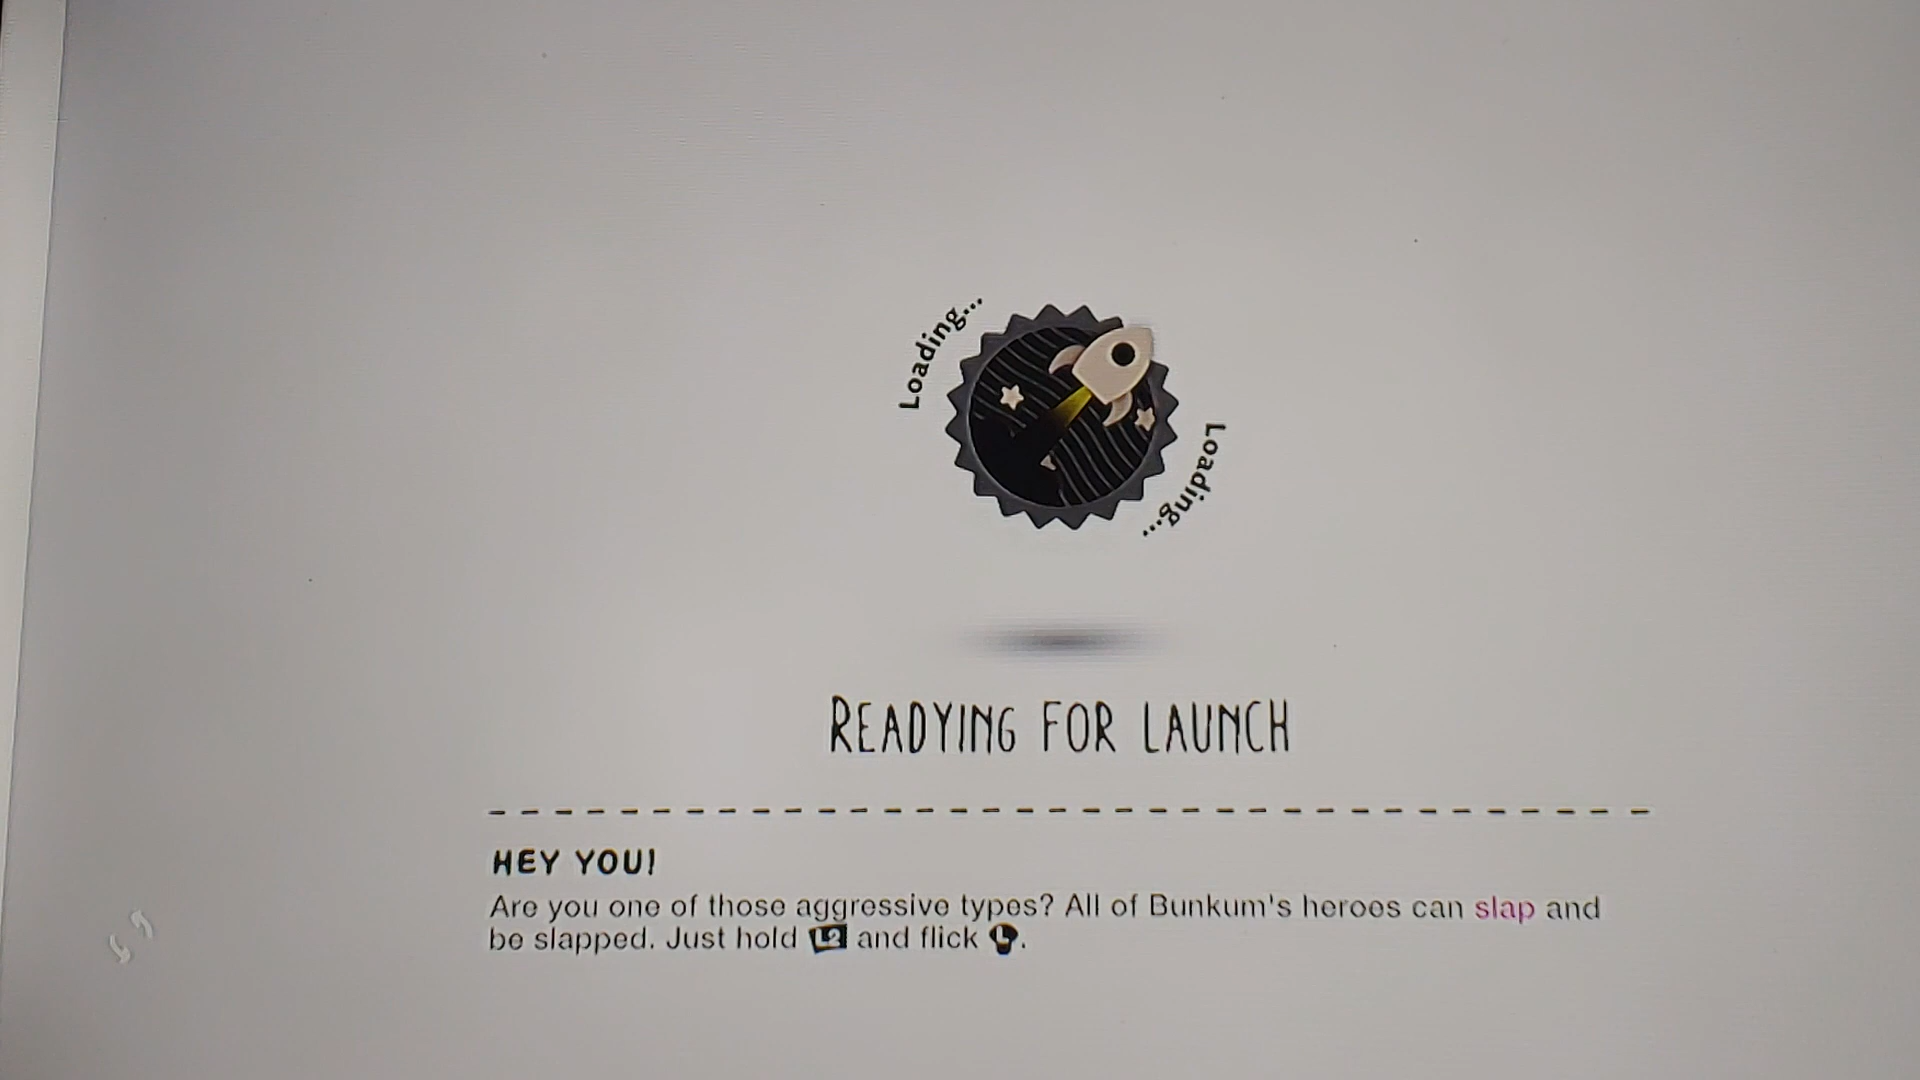 Loading...
Loading...
READYING FOR LAUNCH
HEY YOU!
Are you one of those aggressive types? All of Bunkum's heroes can slap and
be slapped. Just hold L2 and flick L.